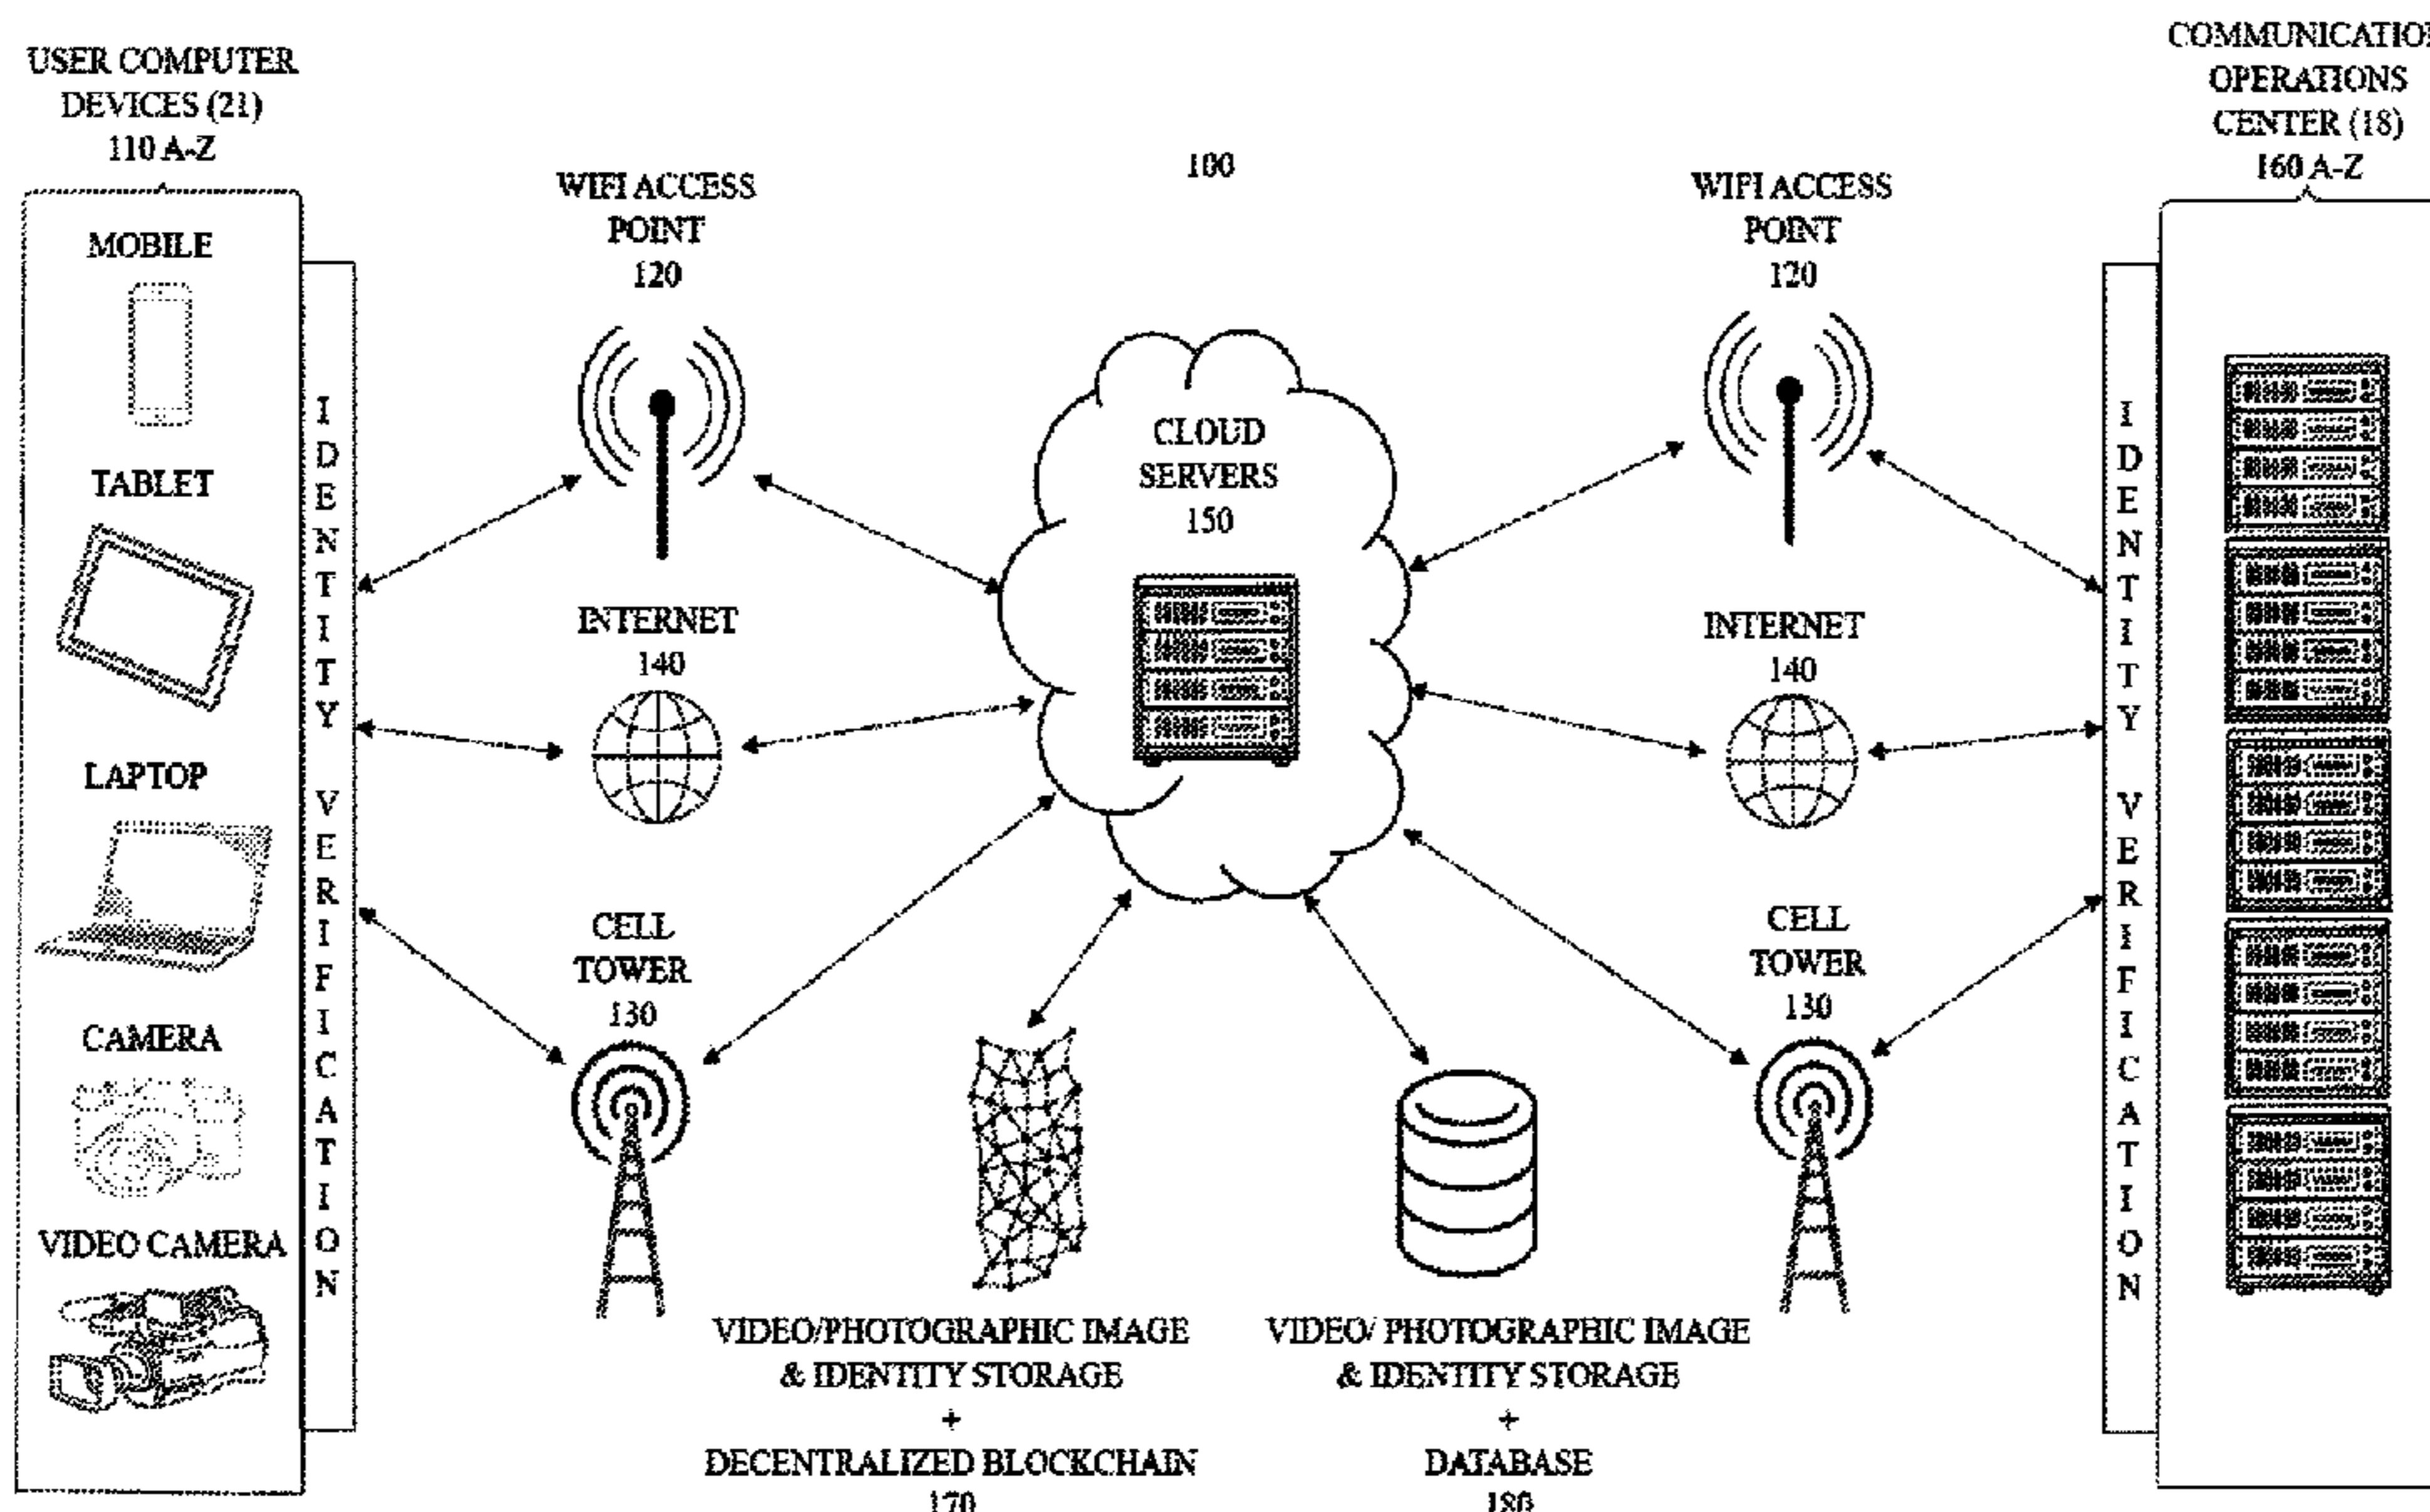 USER COMPUTER
DEVICES (21)
110 A-Z
MOBILE
TABLET
LAPTOP
CAMERA
VIDEO CAMERA
IDENTITY VERIFICATION
WIFI ACCESS
POINT
120
INTERNET
140
CELL
TOWER
130
100
CLOUD
SERVERS
150
VIDEO/PHOTOGRAPHIC IMAGE
& IDENTITY STORAGE
+
DECENTRALIZED BLOCKCHAIN
170
VIDEO/ PHOTOGRAPHIC IMAGE
& IDENTITY STORAGE
+
DATABASE
180
WIFI ACCESS
POINT
120
INTERNET
140
CELL
TOWER
130
IDENTITY VERIFICATION
COMMUNICATION
OPERATIONS
CENTER (18)
160 A-Z